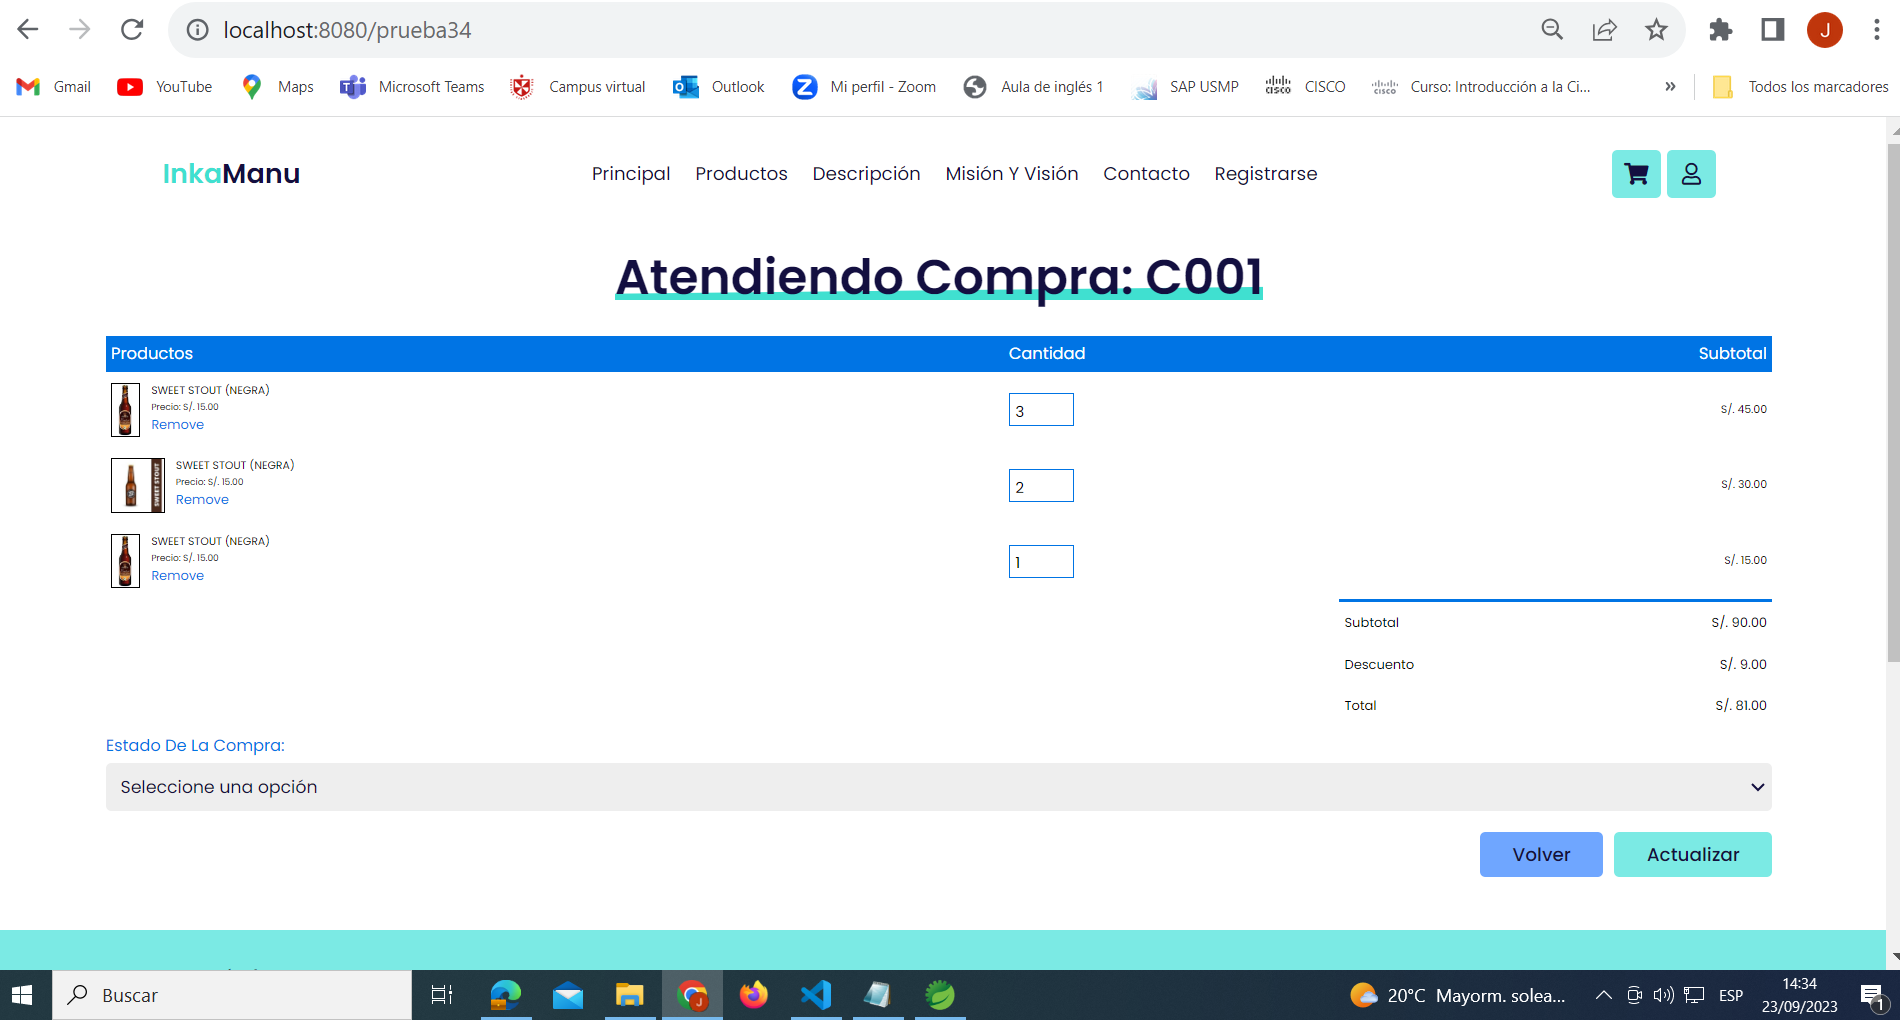 localhost:8080/prueba34
J
Gmail YouTube Maps Microsoft Teams Campus virtual Outlook Mi perfil - Zoom Aula de inglés 1 SAP USMP CISCO Curso: Introducción a la Ci... » Todos los marcadores
InkaManu
Principal Productos Descripción Misión Y Visión Contacto Registrarse
Atendiendo Compra: C001
Productos Cantidad Subtotal
SWEET STOUT (NEGRA)
Precio: S/. 15.00
Remove
3
S/. 45.00
SWEET STOUT
SWEET STOUT (NEGRA)
Precio: S/. 15.00
Remove
2
S/. 30.00
SWEET STOUT (NEGRA)
Precio: S/. 15.00
Remove
1
S/. 15.00
Subtotal S/. 90.00
Descuento S/. 9.00
Total S/. 81.00
Estado De La Compra:
Seleccione una opción
Volver Actualizar
Buscar
20°C Mayorm. solea...
ESP
14:34
23/09/2023
1